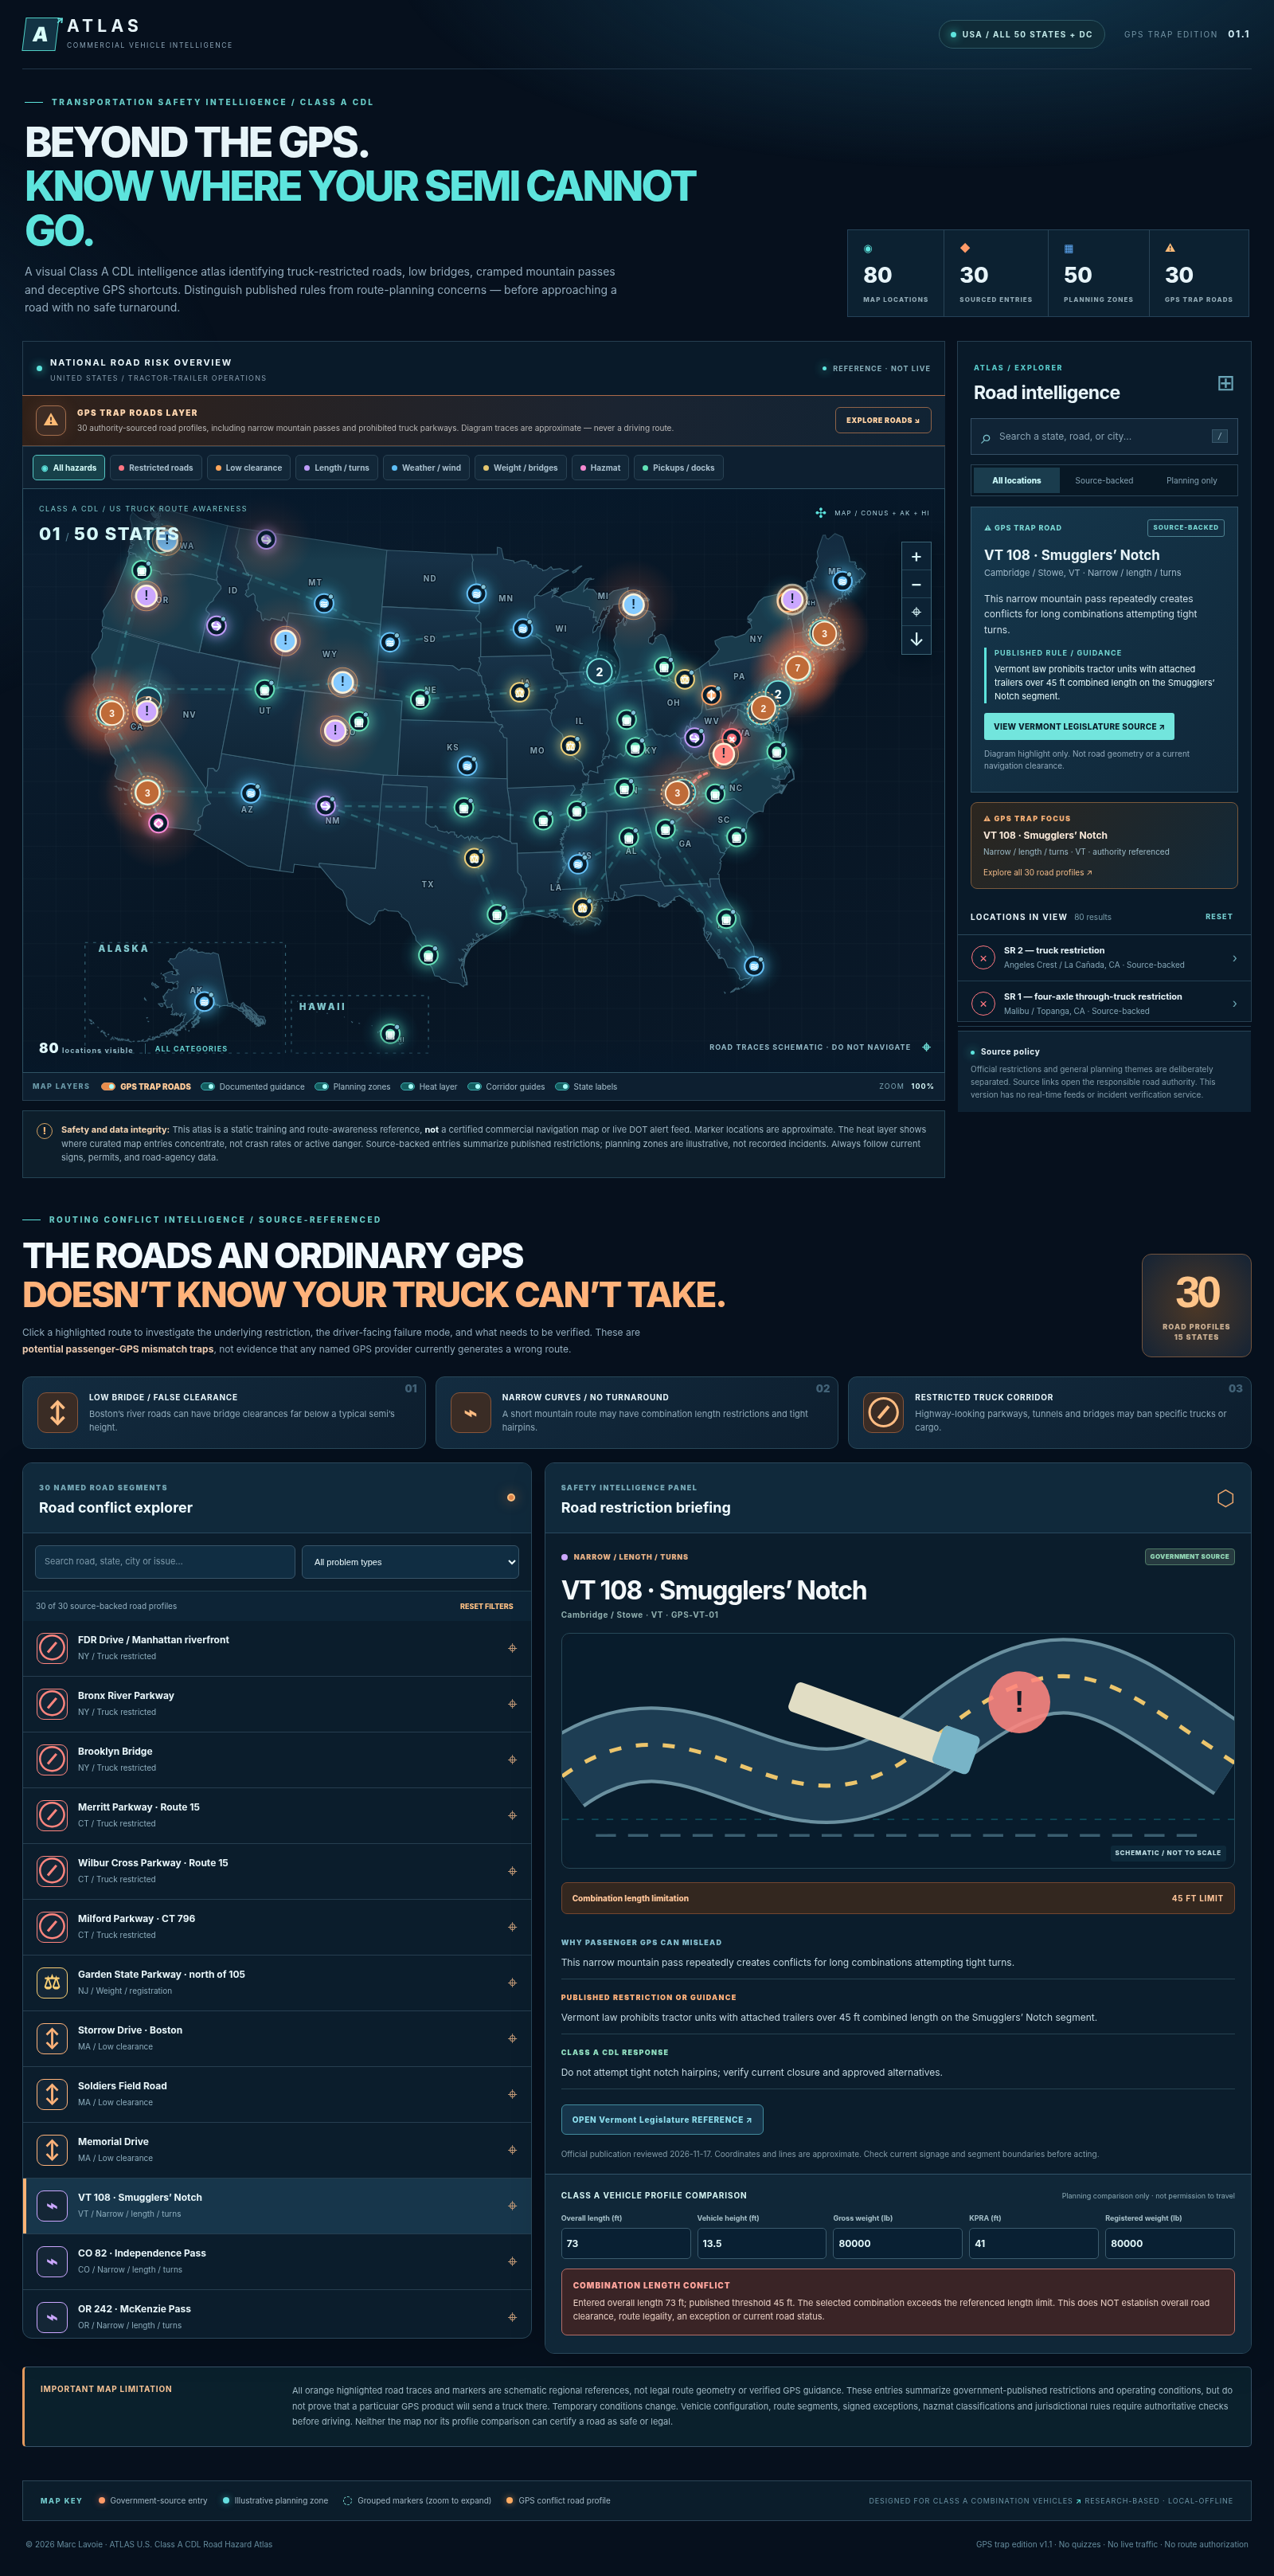 A
ATLAS
COMMERCIAL VEHICLE INTELLIGENCE
USA / ALL 50 STATES + DC
GPS TRAP EDITION 01.1
TRANSPORTATION SAFETY INTELLIGENCE / CLASS A CDL
BEYOND THE GPS.
KNOW WHERE YOUR SEMI CANNOT
GO.
A visual Class A CDL intelligence atlas identifying truck-restricted roads, low bridges, cramped mountain passes
and deceptive GPS shortcuts. Distinguish published rules from route-planning concerns — before approaching a
road with no safe turnaround.
80
MAP LOCATIONS
30
SOURCED ENTRIES
50
PLANNING ZONES
30
GPS TRAP ROADS
NATIONAL ROAD RISK OVERVIEW
UNITED STATES / TRACTOR-TRAILER OPERATIONS
REFERENCE · NOT LIVE
GPS TRAP ROADS LAYER
30 authority-sourced road profiles, including narrow mountain passes and prohibited truck parkways. Diagram traces are approximate — never a driving route.
EXPLORE ROADS ↘
All hazards
Restricted roads
Low clearance
Length / turns
Weather / wind
Weight / bridges
Hazmat
Pickups / docks
CLASS A CDL / US TRUCK ROUTE AWARENESS
01 / 50 STATES
MAP / CONUS + AK + HI
+
−
WA
OR
ID
MT
ND
MN
WI
MI
ME
NH
NY
SD
WY
NE
IA
PA
OH
IL
WV
VA
KY
NV
UT
CA
KS
MO
AZ
NM
NC
SC
GA
AL
MS
LA
TX
2
3
7
2
2
3
3
3
ALASKA
AK
HAWAII
HI
80 locations visible
ALL CATEGORIES
ROAD TRACES SCHEMATIC · DO NOT NAVIGATE
MAP LAYERS
GPS TRAP ROADS
Documented guidance
Planning zones
Heat layer
Corridor guides
State labels
ZOOM 100%
Safety and data integrity: This atlas is a static training and route-awareness reference, not a certified commercial navigation map or live DOT alert feed. Marker locations are approximate. The heat layer shows
where curated map entries concentrate, not crash rates or active danger. Source-backed entries summarize published restrictions; planning zones are illustrative, not recorded incidents. Always follow current
signs, permits, and road-agency data.
ATLAS / EXPLORER
Road intelligence
Search a state, road, or city...
/
All locations
Source-backed
Planning only
GPS TRAP ROAD
SOURCE-BACKED
VT 108 · Smugglers’ Notch
Cambridge / Stowe, VT · Narrow / length / turns
This narrow mountain pass repeatedly creates
conflicts for long combinations attempting tight
turns.
PUBLISHED RULE / GUIDANCE
Vermont law prohibits tractor units with attached
trailers over 45 ft combined length on the Smugglers’
Notch segment.
VIEW VERMONT LEGISLATURE SOURCE ↗
Diagram highlight only. Not road geometry or a current
navigation clearance.
GPS TRAP FOCUS
VT 108 · Smugglers’ Notch
Narrow / length / turns · VT · authority referenced
Explore all 30 road profiles ↗
LOCATIONS IN VIEW 80 results
RESET
SR 2 — truck restriction
Angeles Crest / La Cañada, CA · Source-backed
SR 1 — four-axle through-truck restriction
Malibu / Topanga, CA · Source-backed
Source policy
Official restrictions and general planning themes are deliberately
separated. Source links open the responsible road authority. This
version has no real-time feeds or incident verification service.
ROUTING CONFLICT INTELLIGENCE / SOURCE-REFERENCED
THE ROADS AN ORDINARY GPS
DOESN’T KNOW YOUR TRUCK CAN’T TAKE.
Click a highlighted route to investigate the underlying restriction, the driver-facing failure mode, and what needs to be verified. These are
potential passenger-GPS mismatch traps, not evidence that any named GPS provider currently generates a wrong route.
30
ROAD PROFILES
15 STATES
LOW BRIDGE / FALSE CLEARANCE
01
Boston’s river roads can have bridge clearances far below a typical semi’s
height.
NARROW CURVES / NO TURNAROUND
02
A short mountain route may have combination length restrictions and tight
hairpins.
RESTRICTED TRUCK CORRIDOR
03
Highway-looking parkways, tunnels and bridges may ban specific trucks or
cargo.
30 NAMED ROAD SEGMENTS
Road conflict explorer
Search road, state, city or issue...
All problem types
30 of 30 source-backed road profiles
RESET FILTERS
FDR Drive / Manhattan riverfront
NY / Truck restricted
Bronx River Parkway
NY / Truck restricted
Brooklyn Bridge
NY / Truck restricted
Merritt Parkway · Route 15
CT / Truck restricted
Wilbur Cross Parkway · Route 15
CT / Truck restricted
Milford Parkway · CT 796
CT / Truck restricted
Garden State Parkway · north of 105
NJ / Weight / registration
Storrow Drive · Boston
MA / Low clearance
Soldiers Field Road
MA / Low clearance
Memorial Drive
MA / Low clearance
VT 108 · Smugglers’ Notch
VT / Narrow / length / turns
CO 82 · Independence Pass
CO / Narrow / length / turns
OR 242 · McKenzie Pass
OR / Narrow / length / turns
SAFETY INTELLIGENCE PANEL
Road restriction briefing
NARROW / LENGTH / TURNS
GOVERNMENT SOURCE
VT 108 · Smugglers’ Notch
Cambridge / Stowe · VT · GPS-VT-01
!
SCHEMATIC / NOT TO SCALE
Combination length limitation
45 FT LIMIT
WHY PASSENGER GPS CAN MISLEAD
This narrow mountain pass repeatedly creates conflicts for long combinations attempting tight turns.
PUBLISHED RESTRICTION OR GUIDANCE
Vermont law prohibits tractor units with attached trailers over 45 ft combined length on the Smugglers’ Notch segment.
CLASS A CDL RESPONSE
Do not attempt tight notch hairpins; verify current closure and approved alternatives.
OPEN Vermont Legislature REFERENCE ↗
Official publication reviewed 2026-11-17. Coordinates and lines are approximate. Check current signage and segment boundaries before acting.
CLASS A VEHICLE PROFILE COMPARISON
Planning comparison only · not permission to travel
Overall length (ft)
Vehicle height (ft)
Gross weight (lb)
KPRA (ft)
Registered weight (lb)
73
13.5
80000
41
80000
COMBINATION LENGTH CONFLICT
Entered overall length 73 ft; published threshold 45 ft. The selected combination exceeds the referenced length limit. This does NOT establish overall road
clearance, route legality, an exception or current road status.
IMPORTANT MAP LIMITATION
All orange highlighted road traces and markers are schematic regional references, not legal route geometry or verified GPS guidance. These entries summarize government-published restrictions and operating conditions, but do
not prove that a particular GPS product will send a truck there. Temporary conditions change. Vehicle configuration, route segments, signed exceptions, hazmat classifications and jurisdictional rules require authoritative checks
before driving. Neither the map nor its profile comparison can certify a road as safe or legal.
MAP KEY
Government-source entry
Illustrative planning zone
Grouped markers (zoom to expand)
GPS conflict road profile
DESIGNED FOR CLASS A COMBINATION VEHICLES ↗ RESEARCH-BASED · LOCAL-OFFLINE
© 2026 Marc Lavoie · ATLAS U.S. Class A CDL Road Hazard Atlas
GPS trap edition v1.1 · No quizzes · No live traffic · No route authorization